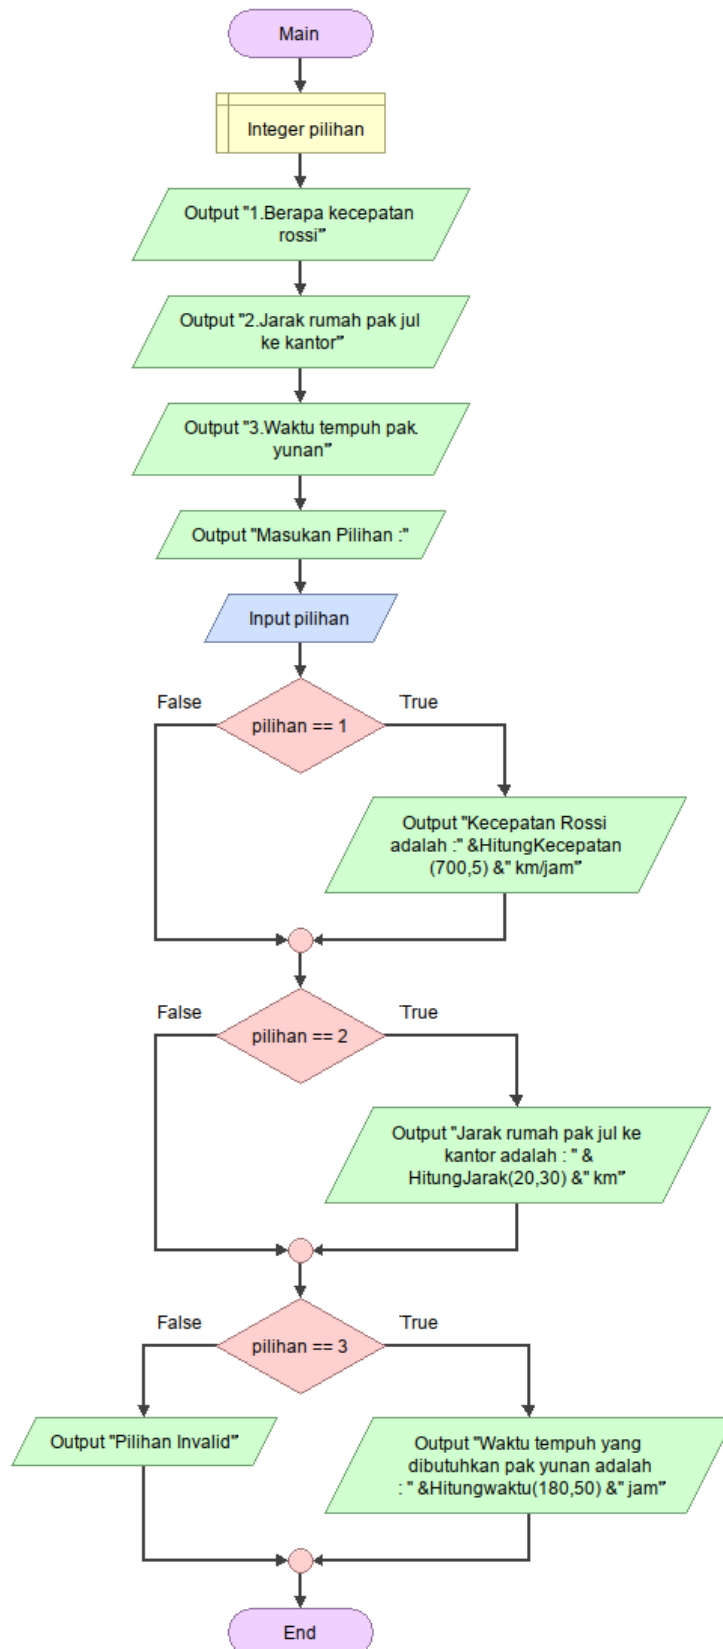 Main
Integer pilihan
Output "1.Berapa kecepatan
rossi"
Output "2.Jarak rumah pak jul
ke kantor"
Output "3.Waktu tempuh pak
yunan"
Output "Masukan Pilihan :"
Input pilihan
False
True
pilihan == 1
Output "Kecepatan Rossi
adalah :" &HitungKecepatan
(700,5) &" km/jam"
False
True
pilihan == 2
Output "Jarak rumah pak jul ke
kantor adalah : " &
HitungJarak(20,30) &" km"
False
True
pilihan == 3
Output "Pilihan Invalid"
Output "Waktu tempuh yang
dibutuhkan pak yunan adalah
: " &Hitungwaktu(180,50) &" jam"
End